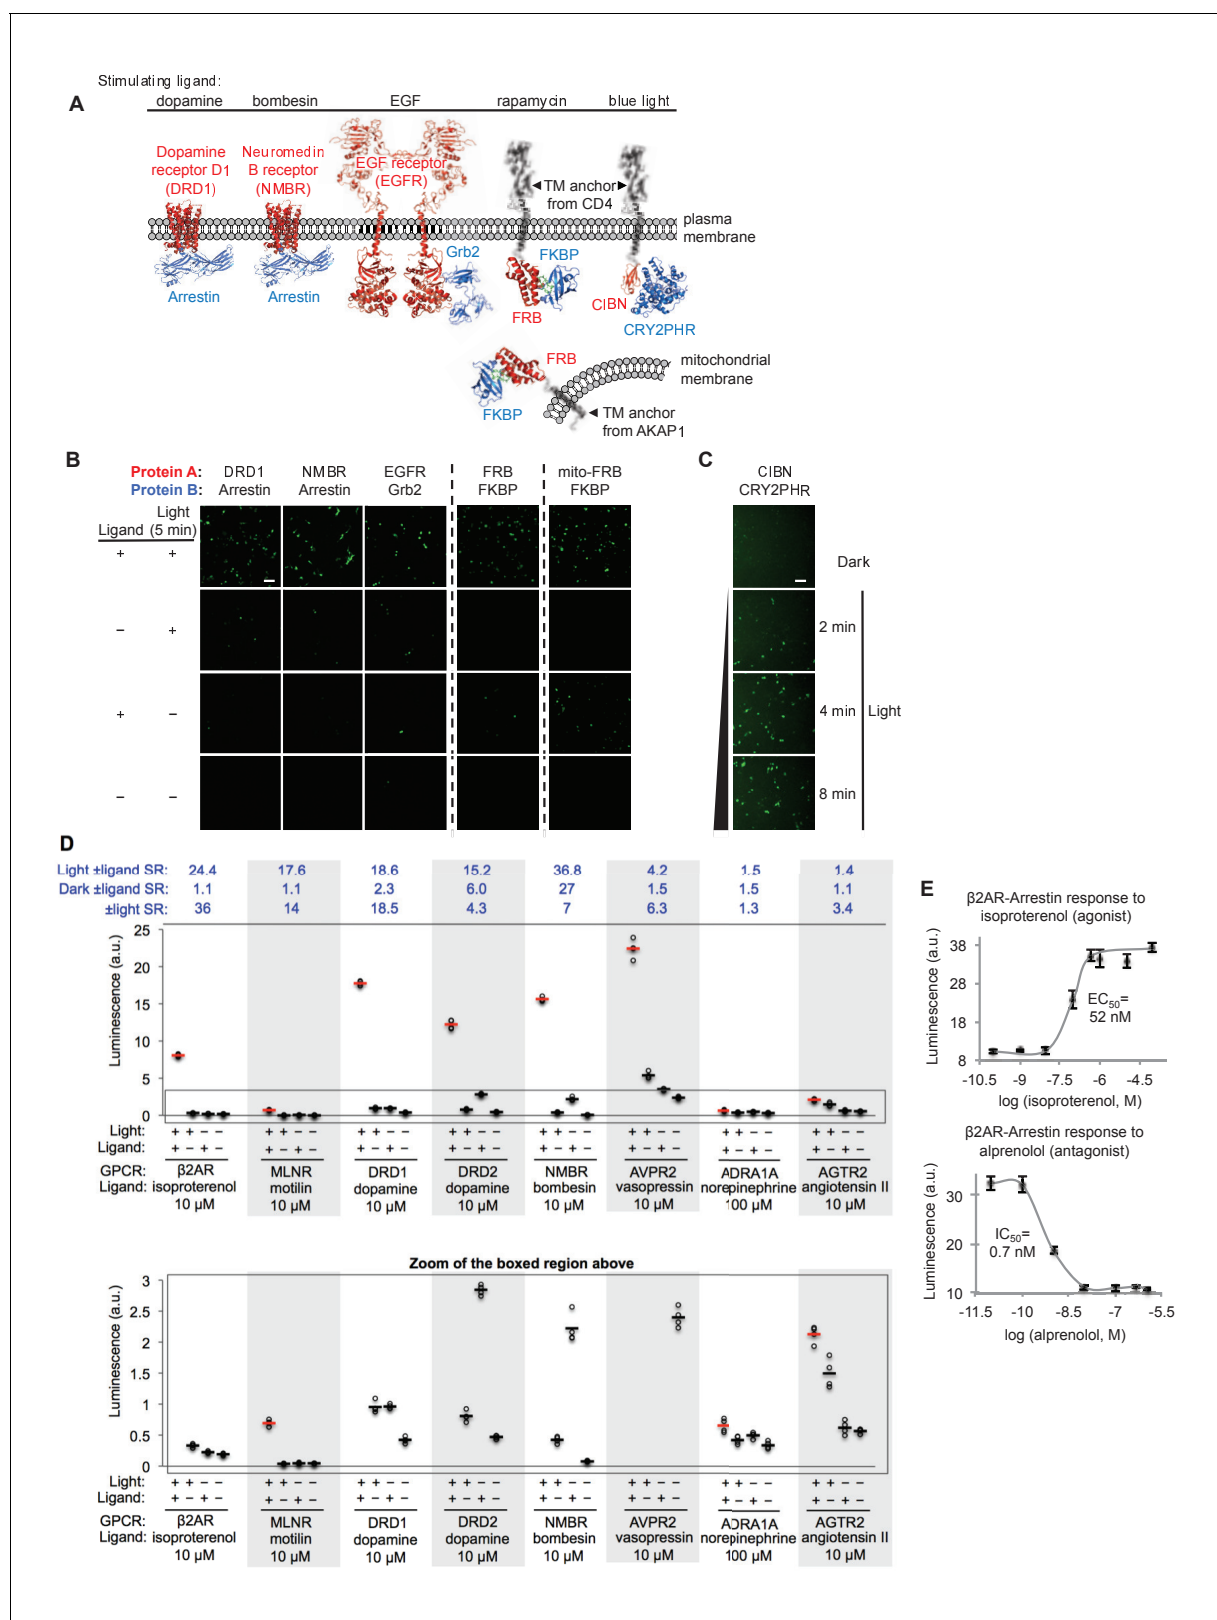 Stimulating ligand:
A
dopamine bombesin EGF rapamycin blue light
Dopamine
receptor D1
(DRD1)
Neuromedin
B receptor
(NMBR)
EGF receptor
(EGFR)
TM anchor
from CD4
plasma
membrane
Arrestin
Arrestin
Grb2
FKBP
FRB
CIBN
CRY2PHR
FRB
FKBP
mitochondrial
membrane
TM anchor
from AKAP1
B
Protein A: DRD1 NMBR EGFR FRB mito-FRB
Protein B: Arrestin Arrestin Grb2 FKBP FKBP
Light
Ligand (5 min)
+ +
− +
+ −
− −
C
CIBN
CRY2PHR
Dark
2 min
4 min
8 min
Light
D
Light ±ligand SR: 24.4 17.6 18.6 15.2 36.8 4.2 1.5 1.4
Dark ±ligand SR: 1.1 1.1 2.3 6.0 27 1.5 1.5 1.1
±light SR: 36 14 18.5 4.3 7 6.3 1.3 3.4
Luminescence (a.u.)
25
20
15
10
5
0
Light: + + − − + + − − + + − − + + − − + + − − + + − − + + − − + + − −
Ligand: + − + − + − + − + − + − + − + − + − + − + − + − + − + − + − + −
GPCR: β2AR MLNR DRD1 DRD2 NMBR AVPR2 ADRA1A AGTR2
Ligand: isoproterenol motilin dopamine dopamine bombesin vasopressin norepinephrine angiotensin II
10 μM 10 μM 10 μM 10 μM 10 μM 10 μM 100 μM 10 μM
Zoom of the boxed region above
Luminescence (a.u.)
3
2.5
2
1.5
1
0.5
0
Light: + + − − + + − − + + − − + + − − + + − − + + − − + + − − + + − −
Ligand: + − + − + − + − + − + − + − + − + − + − + − + − + − + − + − + −
GPCR: β2AR MLNR DRD1 DRD2 NMBR AVPR2 ADRA1A AGTR2
Ligand: isoproterenol motilin dopamine dopamine bombesin vasopressin norepinephrine angiotensin II
10 μM 10 μM 10 μM 10 μM 10 μM 10 μM 100 μM 10 μM
E
β2AR-Arrestin response to
isoproterenol (agonist)
Luminescence (a.u.)
38
28
18
8
EC50=
52 nM
-10.5 -9 -7.5 -6 -4.5
log (isoproterenol, M)
β2AR-Arrestin response to
alprenolol (antagonist)
Luminescence (a.u.)
30
20
10
IC50=
0.7 nM
-11.5 -10 -8.5 -7 -5.5
log (alprenolol, M)